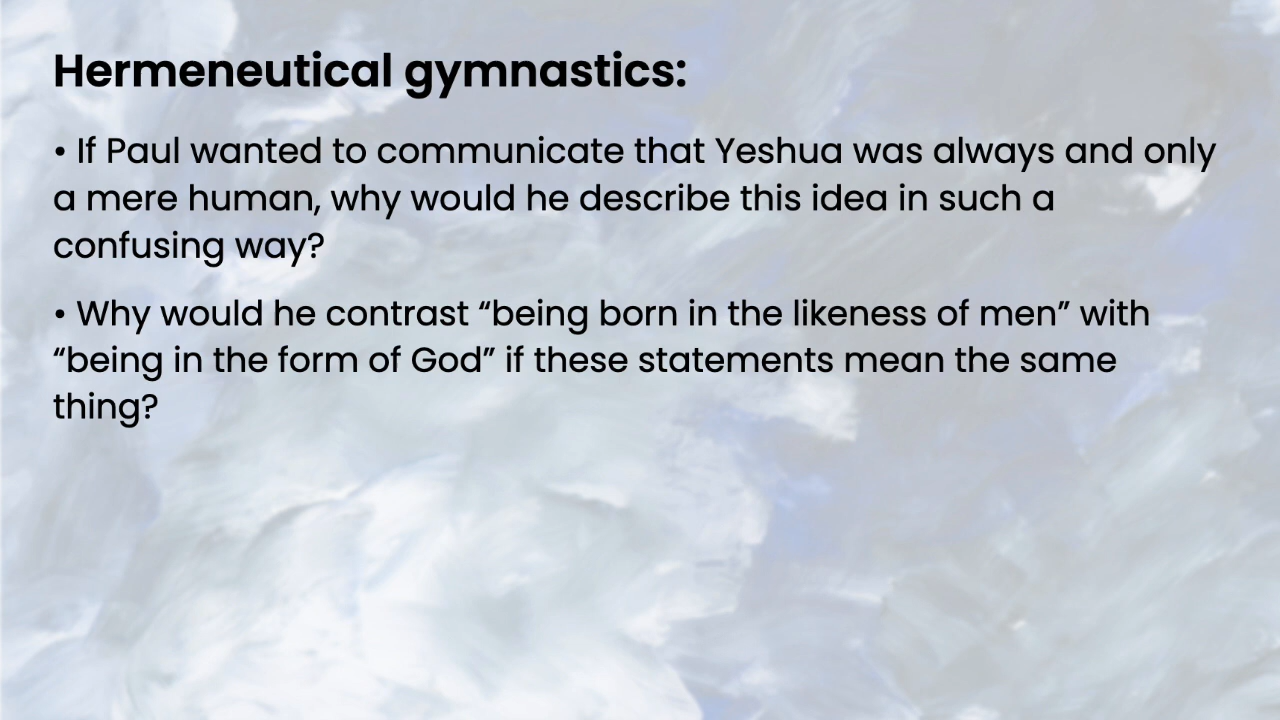 Hermeneutical gymnastics:
• If Paul wanted to communicate that Yeshua was always and only
a mere human, why would he describe this idea in such a
confusing way?
• Why would he contrast “being born in the likeness of men” with
“being in the form of God” if these statements mean the same
thing?